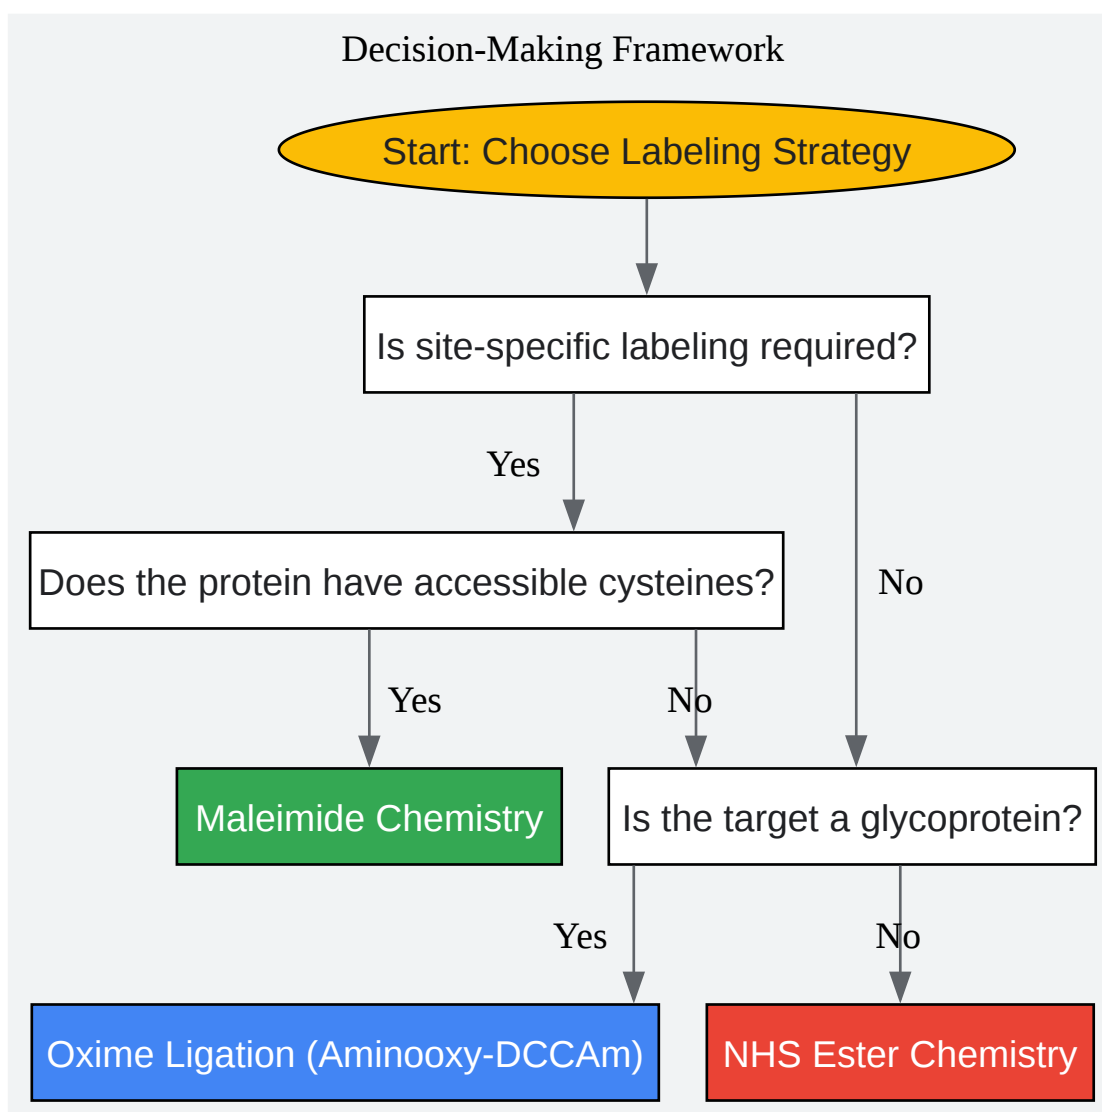 Decision-Making Framework
Start: Choose Labeling Strategy
Is site-specific labeling required?
Yes
Does the protein have accessible cysteines?
No
Yes
No
Maleimide Chemistry
Is the target a glycoprotein?
Yes
No
Oxime Ligation (Aminooxy-DCCAm)
NHS Ester Chemistry